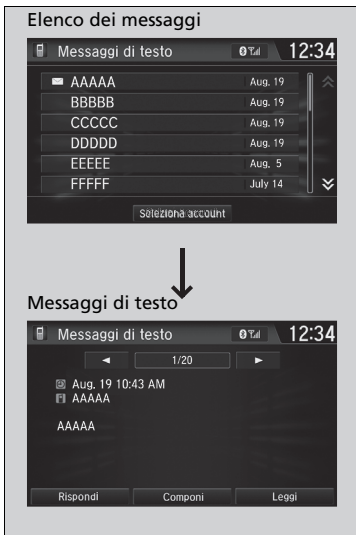 Elenco dei messaggi
Messaggi di testo 12:34
AAAAA Aug. 19
BBBBB Aug. 19
CCCCC Aug. 19
DDDDD Aug. 19
EEEEE Aug. 5
FFFFF July 14
Seleziona account
Messaggi di testo
Messaggi di testo 12:34
1/20
Aug. 19 10:43 AM
AAAAA
AAAAA
Rispondi Componi Leggi